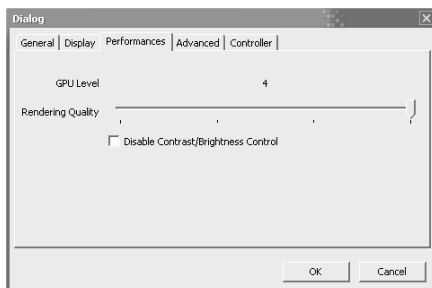 Dialog
General Display Performances Advanced Controller
GPU Level 4
Rendering Quality
Disable Contrast/Brightness Control
OK Cancel